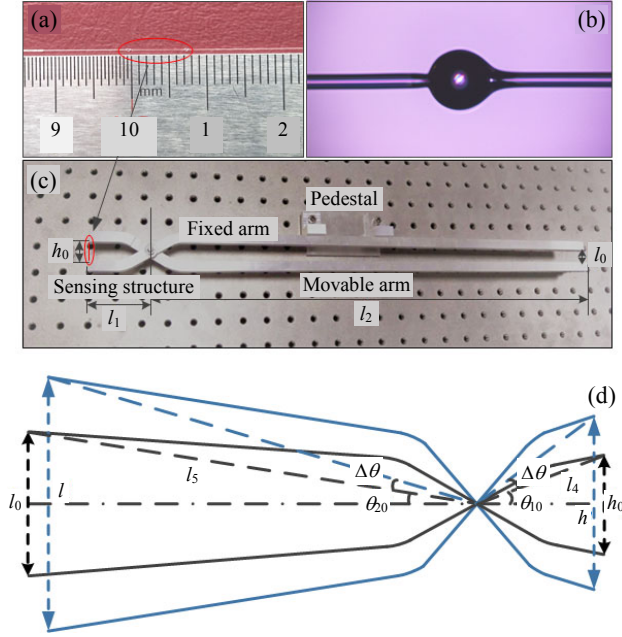 (a)
mm
9
10
1
2
(b)
(c)
Pedestal
Fixed arm
h0
l0
Sensing structure
Movable arm
l1
l2
(d)
l5
Δθ
Δθ
l4
l0
l
θ20
θ10
h
h0